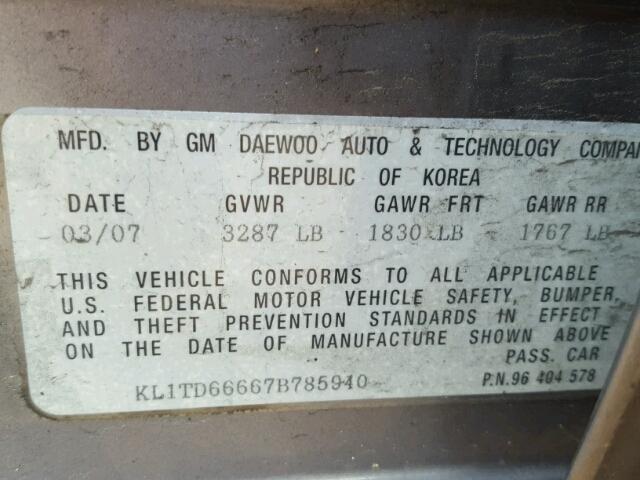 MFD. BY GM DAEWOO AUTO & TECHNOLOGY COMPAN
REPUBLIC OF KOREA
DATE GVWR GAWR FRT GAWR RR
03/07 3287 LB 1830 LB 1767 LB
THIS VEHICLE CONFORMS TO ALL APPLICABLE
U.S. FEDERAL MOTOR VEHICLE SAFETY, BUMPER,
AND THEFT PREVENTION STANDARDS IN EFFECT
ON THE DATE OF MANUFACTURE SHOWN ABOVE
PASS. CAR
KL1TD66667B785940 P.N.96 404 578